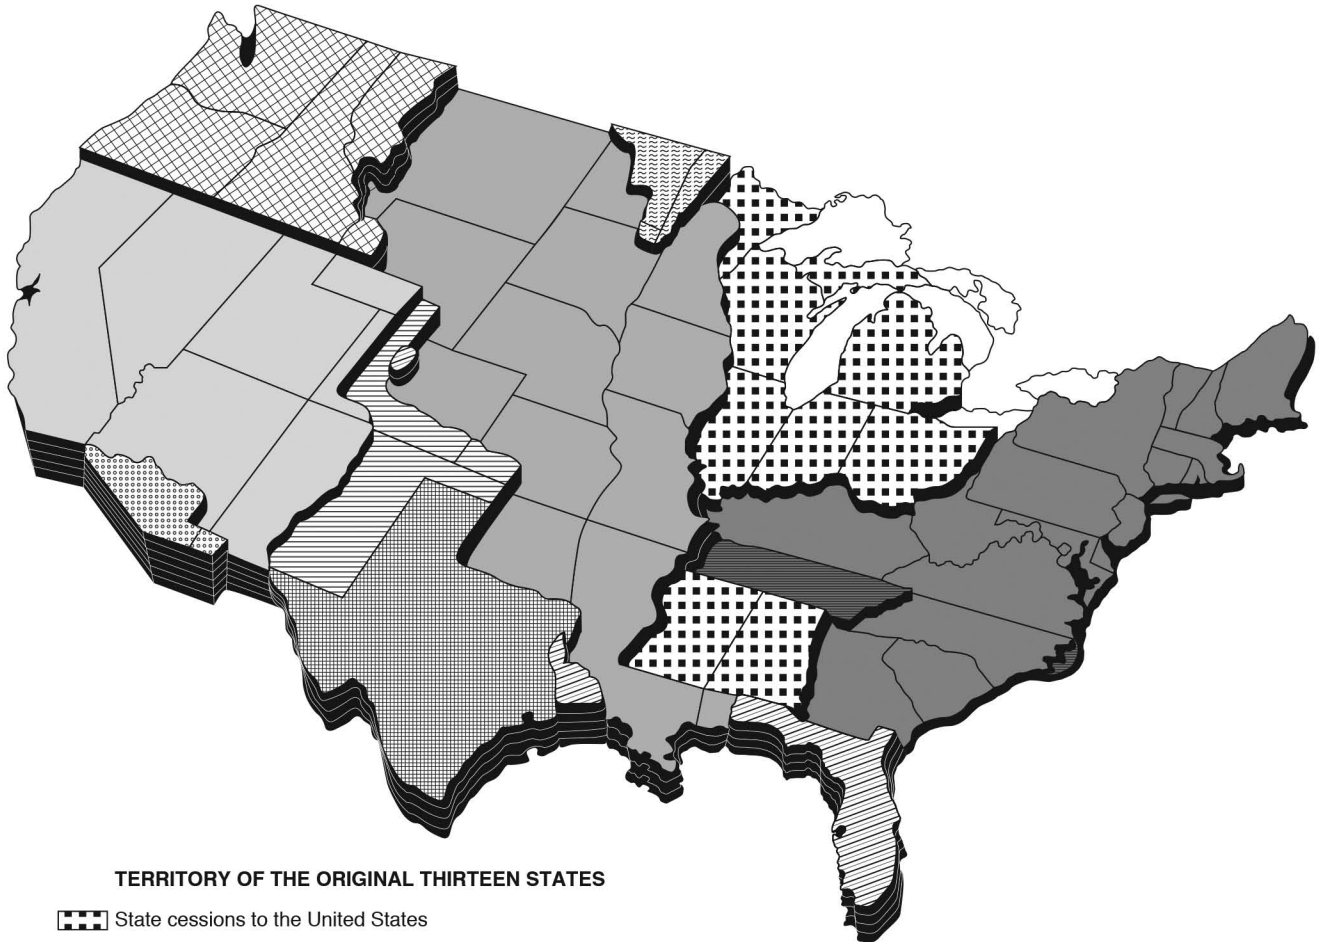 TERRITORY OF THE ORIGINAL THIRTEEN STATES
State cessions to the United States